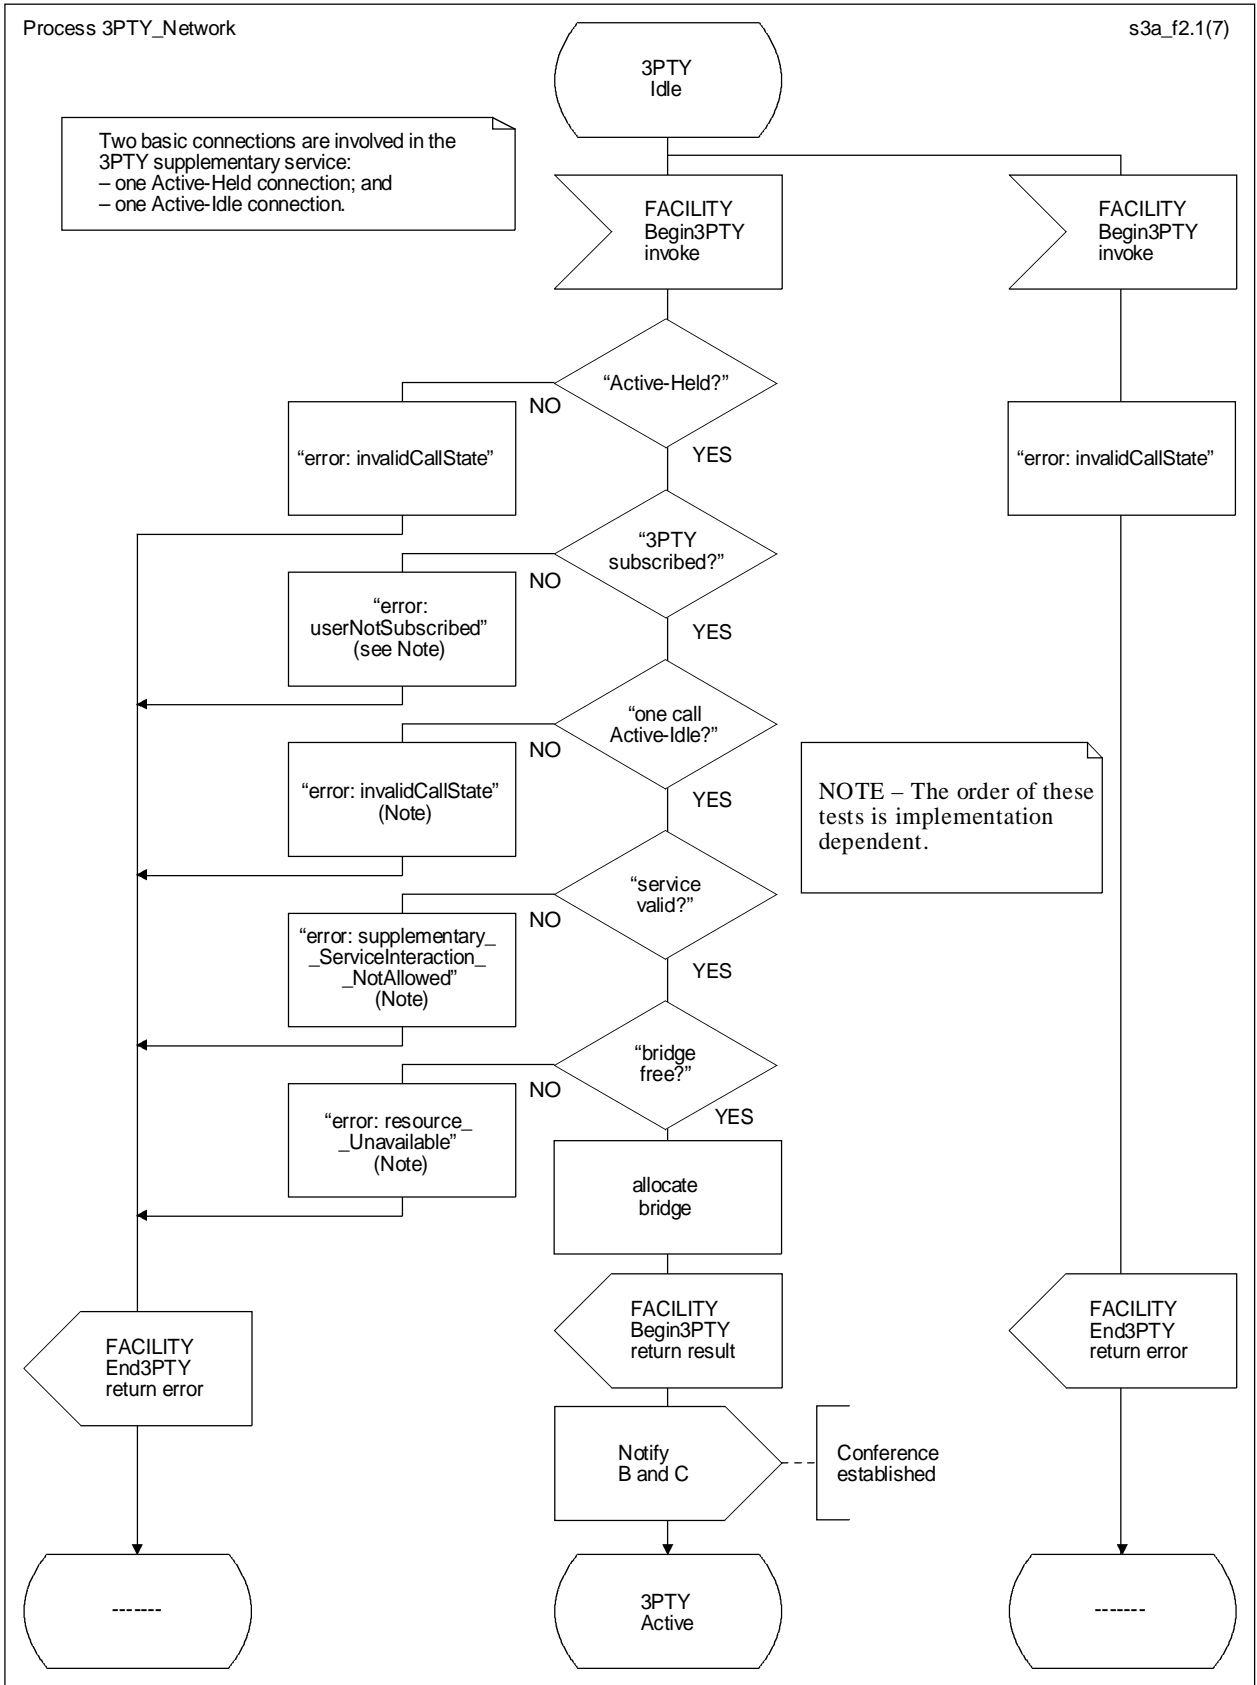 Process 3PTY_Network
s3a_f2.1(7)
3PTY
Idle
Two basic connections are involved in the
3PTY supplementary service:
– one Active-Held connection; and
– one Active-Idle connection.
FACILITY
Begin3PTY
invoke
FACILITY
Begin3PTY
invoke
“Active-Held?”
NO
YES
“error: invalidCallState”
“error: invalidCallState”
“3PTY
subscribed?”
NO
YES
“error:
userNotSubscribed”
(see Note)
“one call
Active-Idle?”
NO
YES
“error: invalidCallState”
(Note)
NOTE – The order of these
tests is implementation
dependent.
“service
valid?”
NO
YES
“error: supplementary_
_ServiceInteraction_
_NotAllowed”
(Note)
“bridge
free?”
NO
YES
“error: resource_
_Unavailable”
(Note)
allocate
bridge
FACILITY
End3PTY
return error
FACILITY
Begin3PTY
return result
FACILITY
End3PTY
return error
Notify
B and C
Conference
established
-------
3PTY
Active
-------